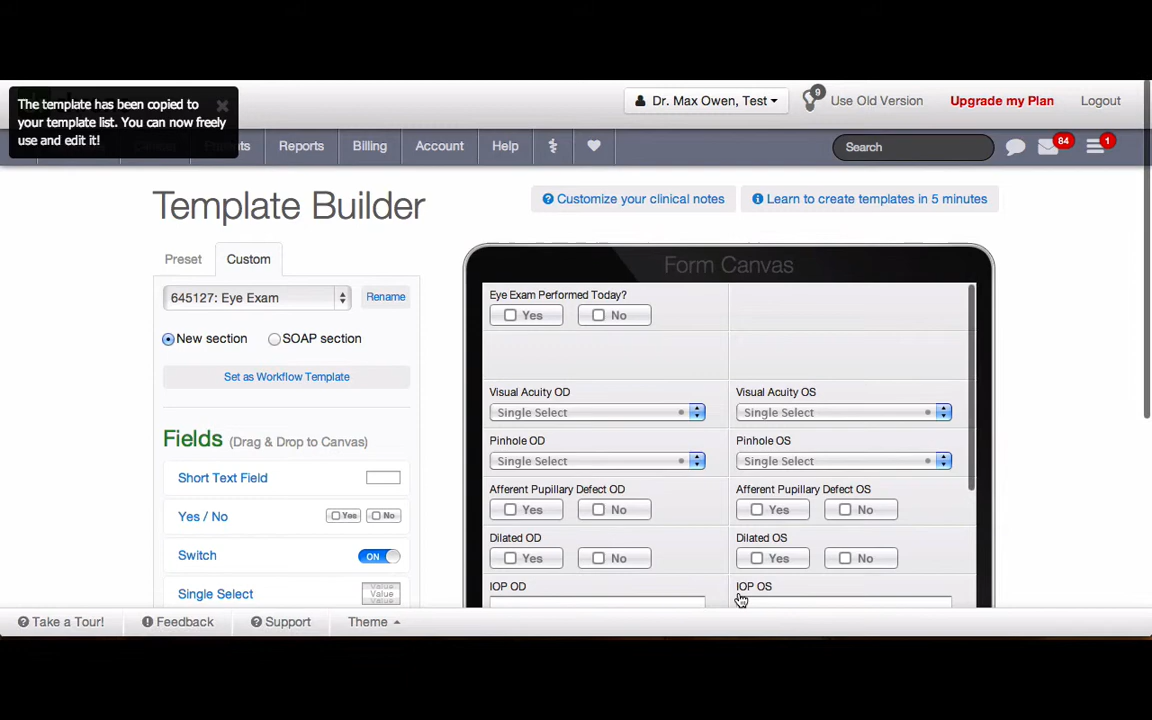 The template has been copied to
your template list. You can now freely
use and edit it!
Dr. Max Owen, Test
9
Use Old Version
Upgrade my Plan
Logout
Reports
Billing
Account
Help
Search
84
1
Template Builder
Customize your clinical notes
Learn to create templates in 5 minutes
Preset
Custom
645127: Eye Exam
Rename
New section
SOAP section
Set as Workflow Template
Fields (Drag & Drop to Canvas)
Short Text Field
Yes / No
Yes No
Switch
ON
Single Select
Value
Value
Form Canvas
Eye Exam Performed Today?
Yes No
Visual Acuity OD Visual Acuity OS
Single Select Single Select
Pinhole OD Pinhole OS
Single Select Single Select
Afferent Pupillary Defect OD Afferent Pupillary Defect OS
Yes No Yes No
Dilated OD Dilated OS
Yes No Yes No
IOP OD IOP OS
Take a Tour!
Feedback
Support
Theme